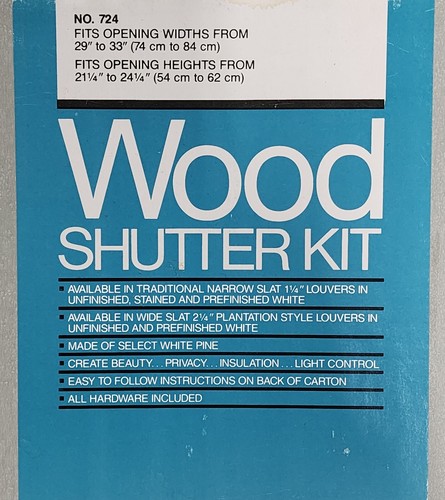 NO. 724
FITS OPENING WIDTHS FROM
29" to 33" (74 cm to 84 cm)
FITS OPENING HEIGHTS FROM
21¼" to 24¼" (54 cm to 62 cm)
Wood
SHUTTER KIT
▪ AVAILABLE IN TRADITIONAL NARROW SLAT 1¼" LOUVERS IN
UNFINISHED, STAINED AND PREFINISHED WHITE
▪ AVAILABLE IN WIDE SLAT 2¼" PLANTATION STYLE LOUVERS IN
UNFINISHED AND PREFINISHED WHITE
▪ MADE OF SELECT WHITE PINE
▪ CREATE BEAUTY... PRIVACY... INSULATION... LIGHT CONTROL
▪ EASY TO FOLLOW INSTRUCTIONS ON BACK OF CARTON
▪ ALL HARDWARE INCLUDED